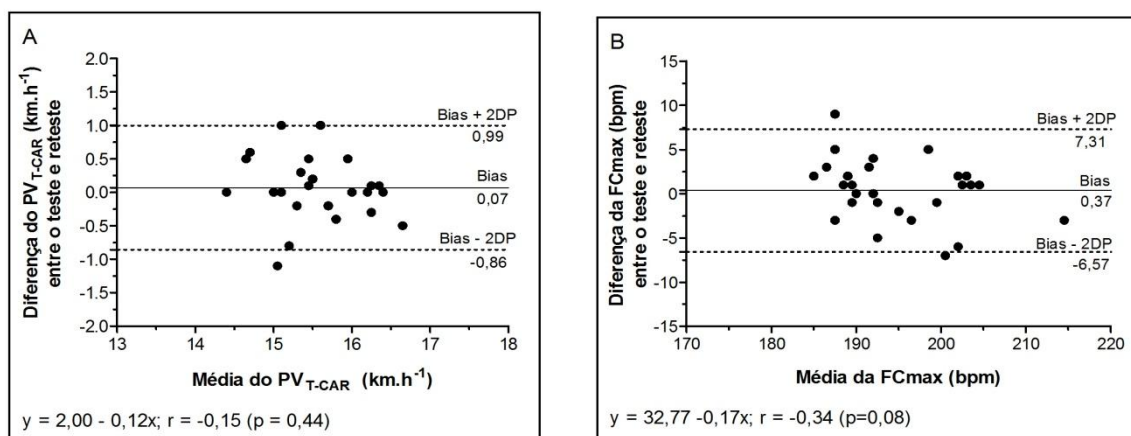 A
Diferença do PV T-CAR (km.h-1)
entre o teste e reteste
2.0
1.5
1.0
0.5
0.0
-0.5
-1.0
-1.5
-2.0
Bias + 2DP
0,99
Bias
0,07
Bias - 2DP
-0,86
13 14 15 16 17 18
Média do PV T-CAR (km.h-1)
y = 2,00 - 0,12x; r = -0,15 (p = 0,44)
B
Diferença da FCmax (bpm)
entre o teste e reteste
15
10
5
0
-5
-10
-15
Bias + 2DP
7,31
Bias
0,37
Bias - 2DP
-6,57
170 180 190 200 210 220
Média da FCmax (bpm)
y = 32,77 -0,17x; r = -0,34 (p=0,08)